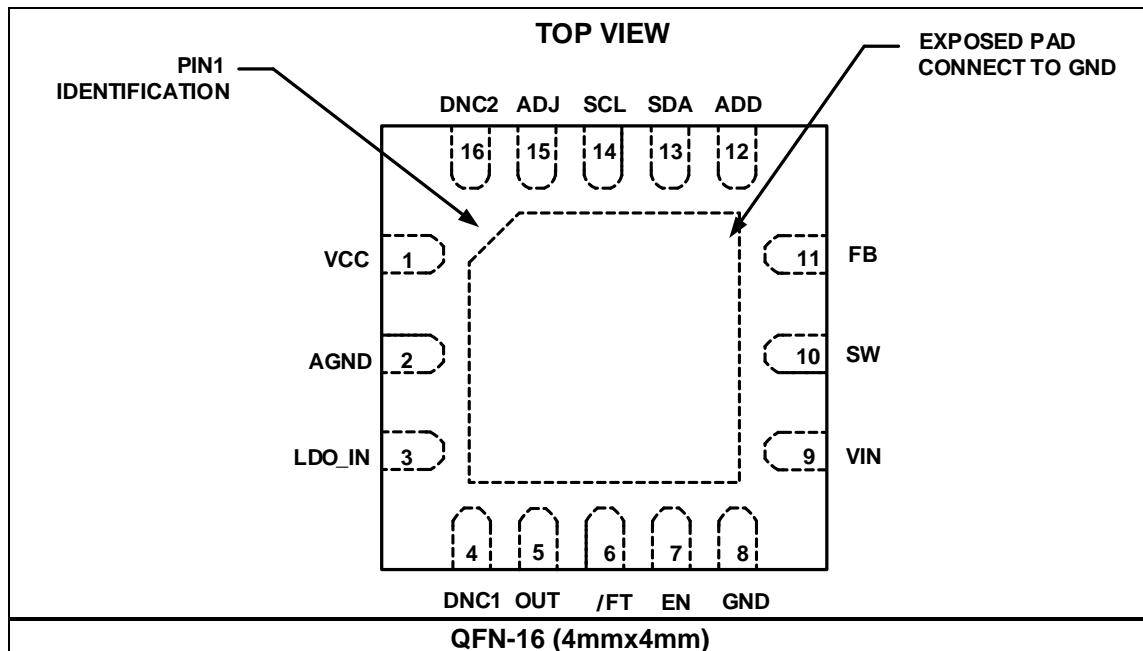 TOP VIEW
PIN1
IDENTIFICATION
EXPOSED PAD
CONNECT TO GND
DNC2 ADJ SCL SDA ADD
16 15 14 13 12
VCC 1
11 FB
AGND 2
10 SW
LDO_IN 3
9 VIN
4 5 6 7 8
DNC1 OUT /FT EN GND
QFN-16 (4mmx4mm)